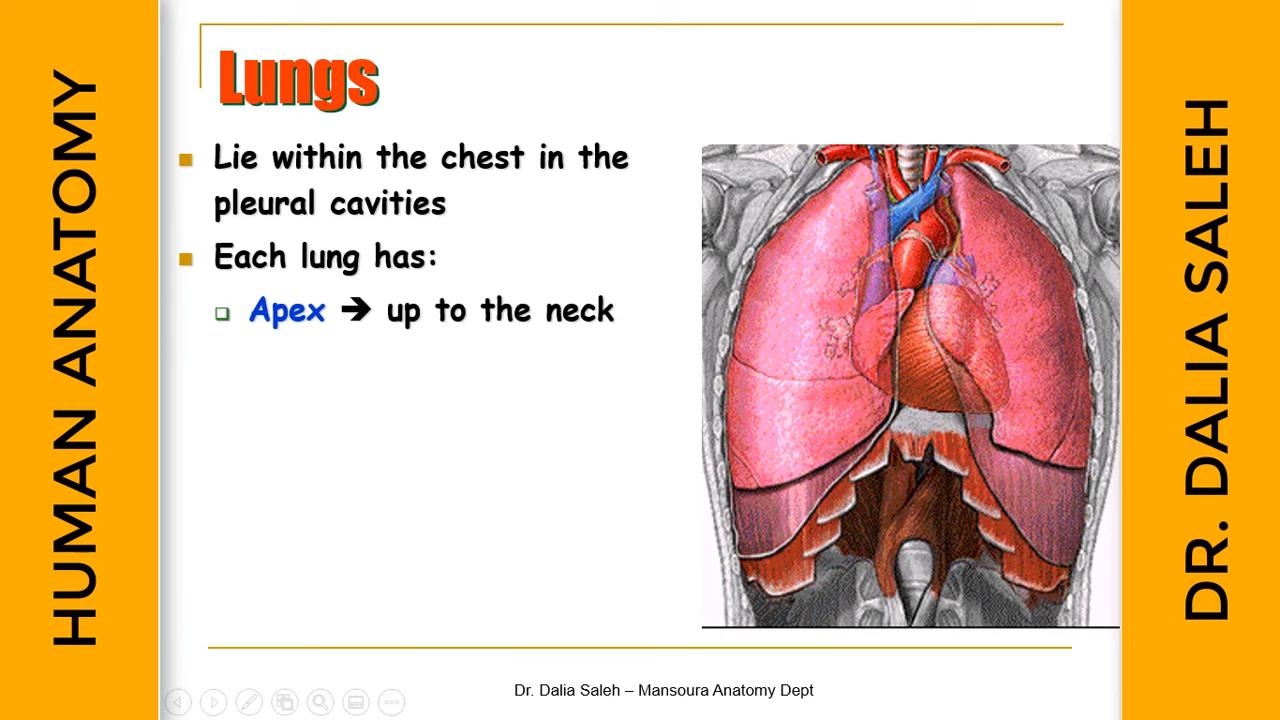 HUMAN ANATOMY
Lungs
Lie within the chest in the
pleural cavities
Each lung has:
Apex ➔ up to the neck
Dr. Dalia Saleh – Mansoura Anatomy Dept
DR. DALIA SALEH